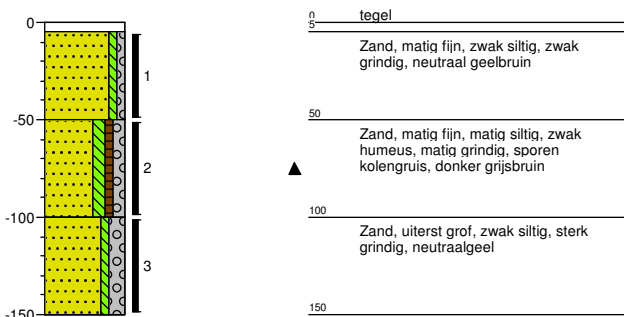 0
-50
-100
-150
1
2
3
0
tegel
5
Zand, matig fijn, zwak siltig, zwak
grindig, neutraal geelbruin
50
Zand, matig fijn, matig siltig, zwak
humeus, matig grindig, sporen
kolengruis, donker grijsbruin
100
Zand, uiterst grof, zwak siltig, sterk
grindig, neutraalgeel
150